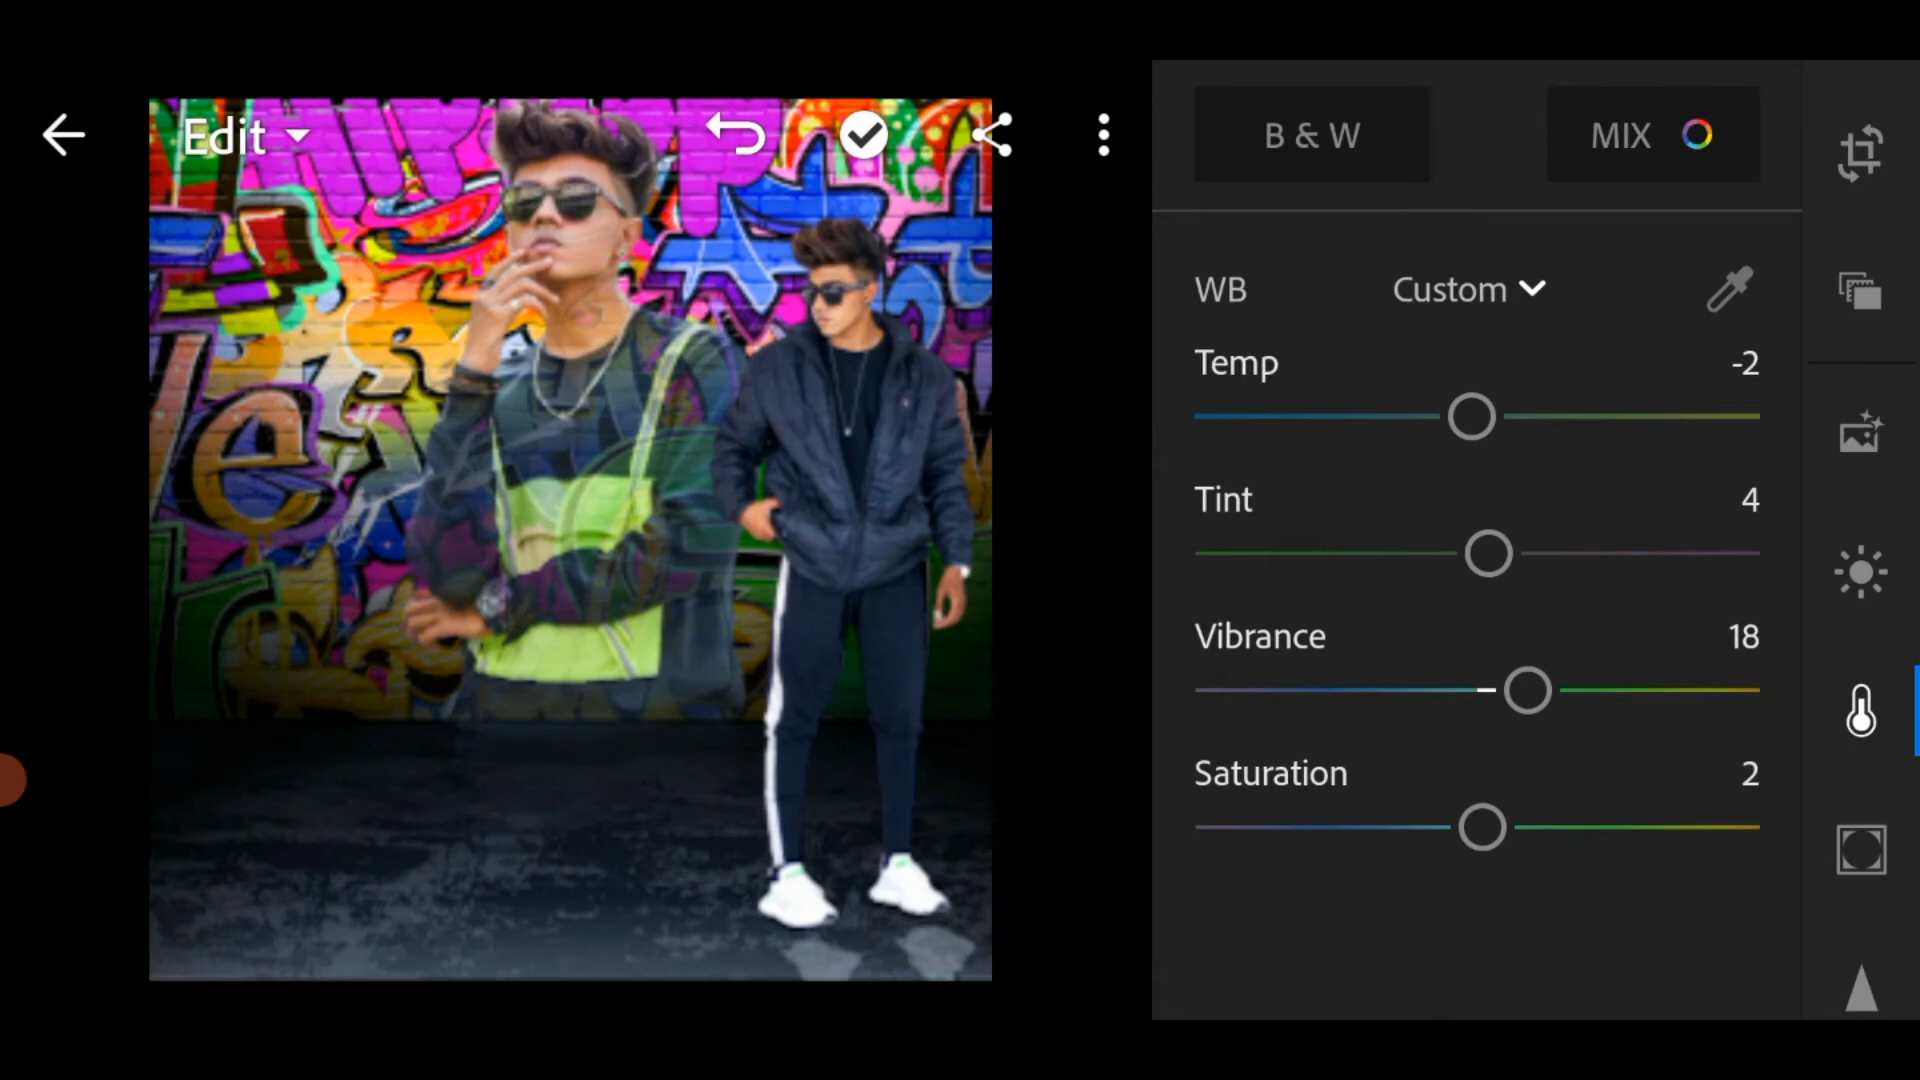 Edit
B & W
MIX
WB
Custom
Temp
-2
Tint
4
Vibrance
18
Saturation
2